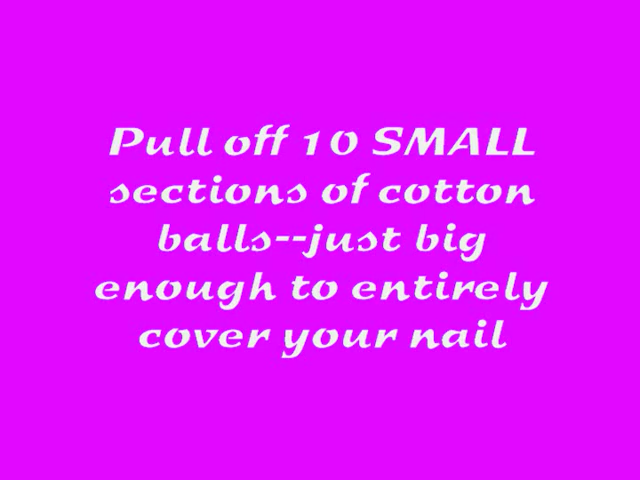 Pull off 10 SMALL
sections of cotton
balls--just big
enough to entirely
cover your nail